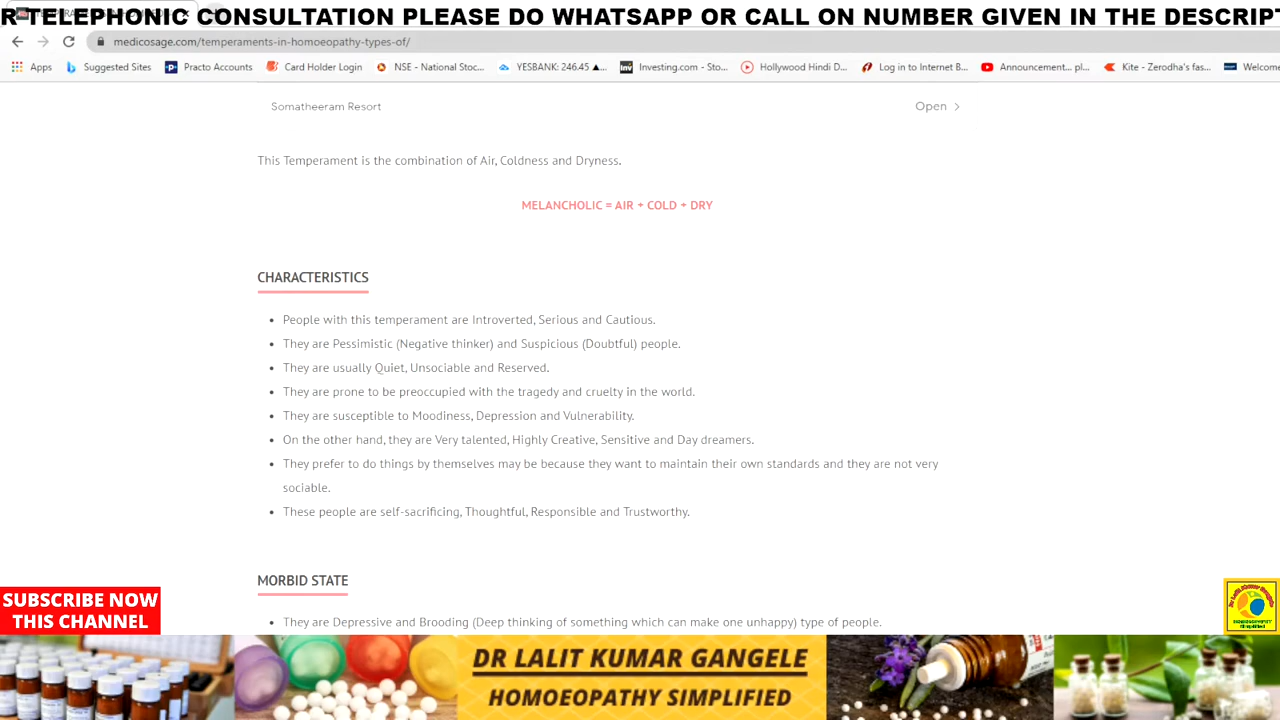 R TELEPHONIC CONSULTATION PLEASE DO WHATSAPP OR CALL ON NUMBER GIVEN IN THE DESCRIPT
medicosage.com/temperaments-in-homoeopathy-types-of/
Apps Suggested Sites Practo Accounts Card Holder Login NSE - National Stoc... YESBANK: 246.45 ▲... Investing.com - Sto... Hollywood Hindi D... Log in to Internet B... Announcement... pl... Kite - Zerodha's fas... Welcome
Somatheeram Resort Open >
This Temperament is the combination of Air, Coldness and Dryness.
MELANCHOLIC = AIR + COLD + DRY
CHARACTERISTICS
• People with this temperament are Introverted, Serious and Cautious.
• They are Pessimistic (Negative thinker) and Suspicious (Doubtful) people.
• They are usually Quiet, Unsociable and Reserved.
• They are prone to be preoccupied with the tragedy and cruelty in the world.
• They are susceptible to Moodiness, Depression and Vulnerability.
• On the other hand, they are Very talented, Highly Creative, Sensitive and Day dreamers.
• They prefer to do things by themselves may be because they want to maintain their own standards and they are not very
sociable.
• These people are self-sacrificing, Thoughtful, Responsible and Trustworthy.
MORBID STATE
• They are Depressive and Brooding (Deep thinking of something which can make one unhappy) type of people.
SUBSCRIBE NOW
THIS CHANNEL
DR LALIT KUMAR GANGELE
HOMOEOPATHY SIMPLIFIED